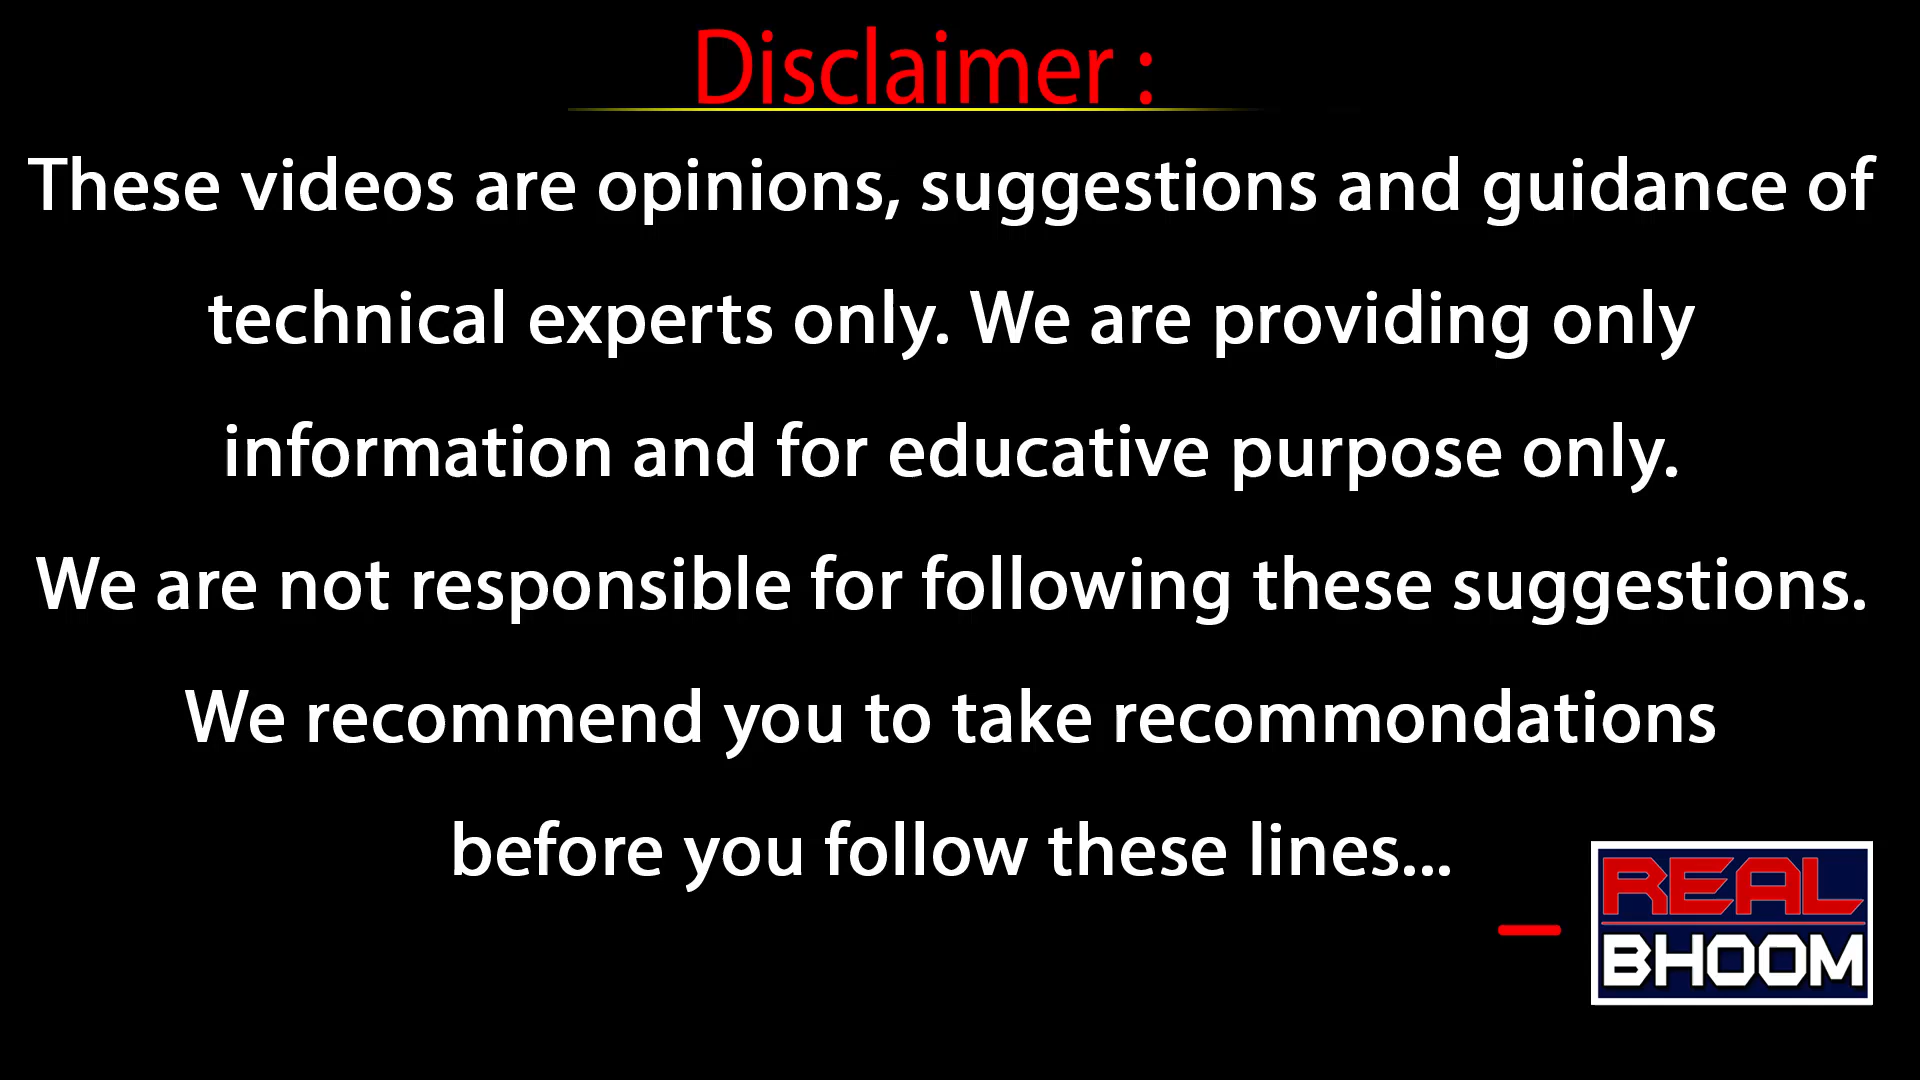 Disclaimer :
These videos are opinions, suggestions and guidance of
technical experts only. We are providing only
information and for educative purpose only.
We are not responsible for following these suggestions.
We recommend you to take recommondations
before you follow these lines...
–
REAL
BHOOM